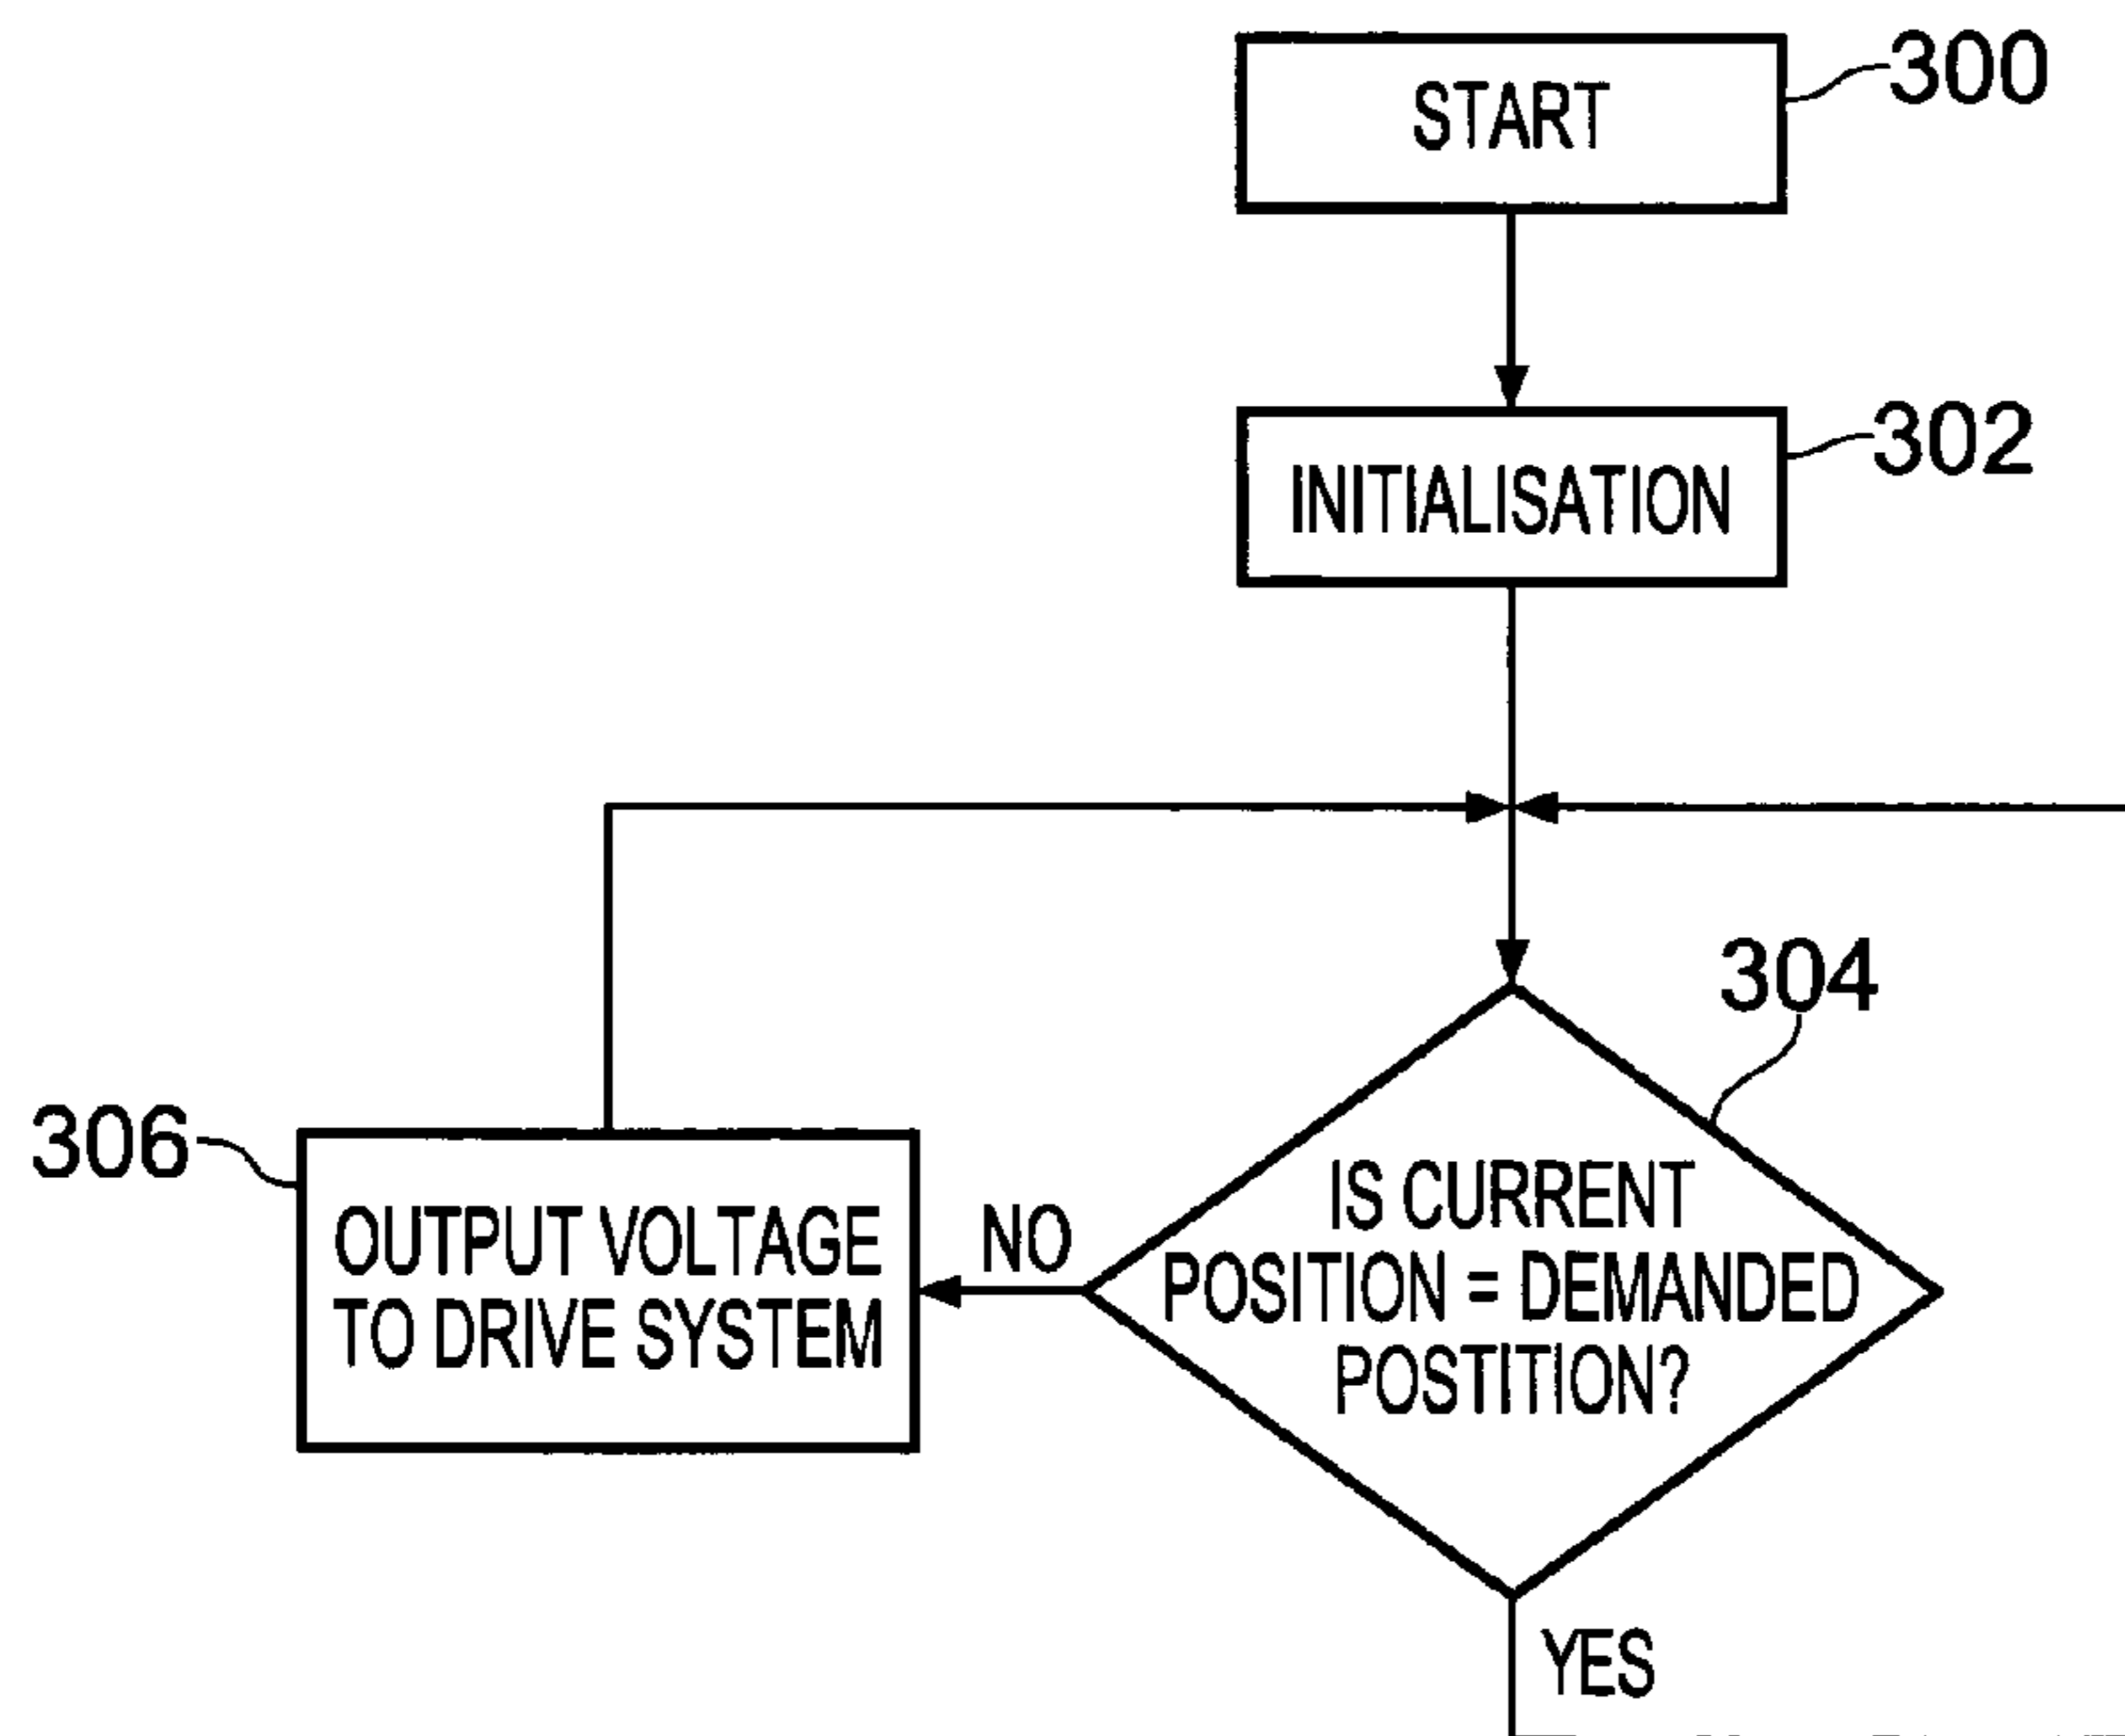 START
300
INITIALISATION
302
304
IS CURRENT
POSITION = DEMANDED
POSTITION?
NO
306
OUTPUT VOLTAGE
TO DRIVE SYSTEM
YES